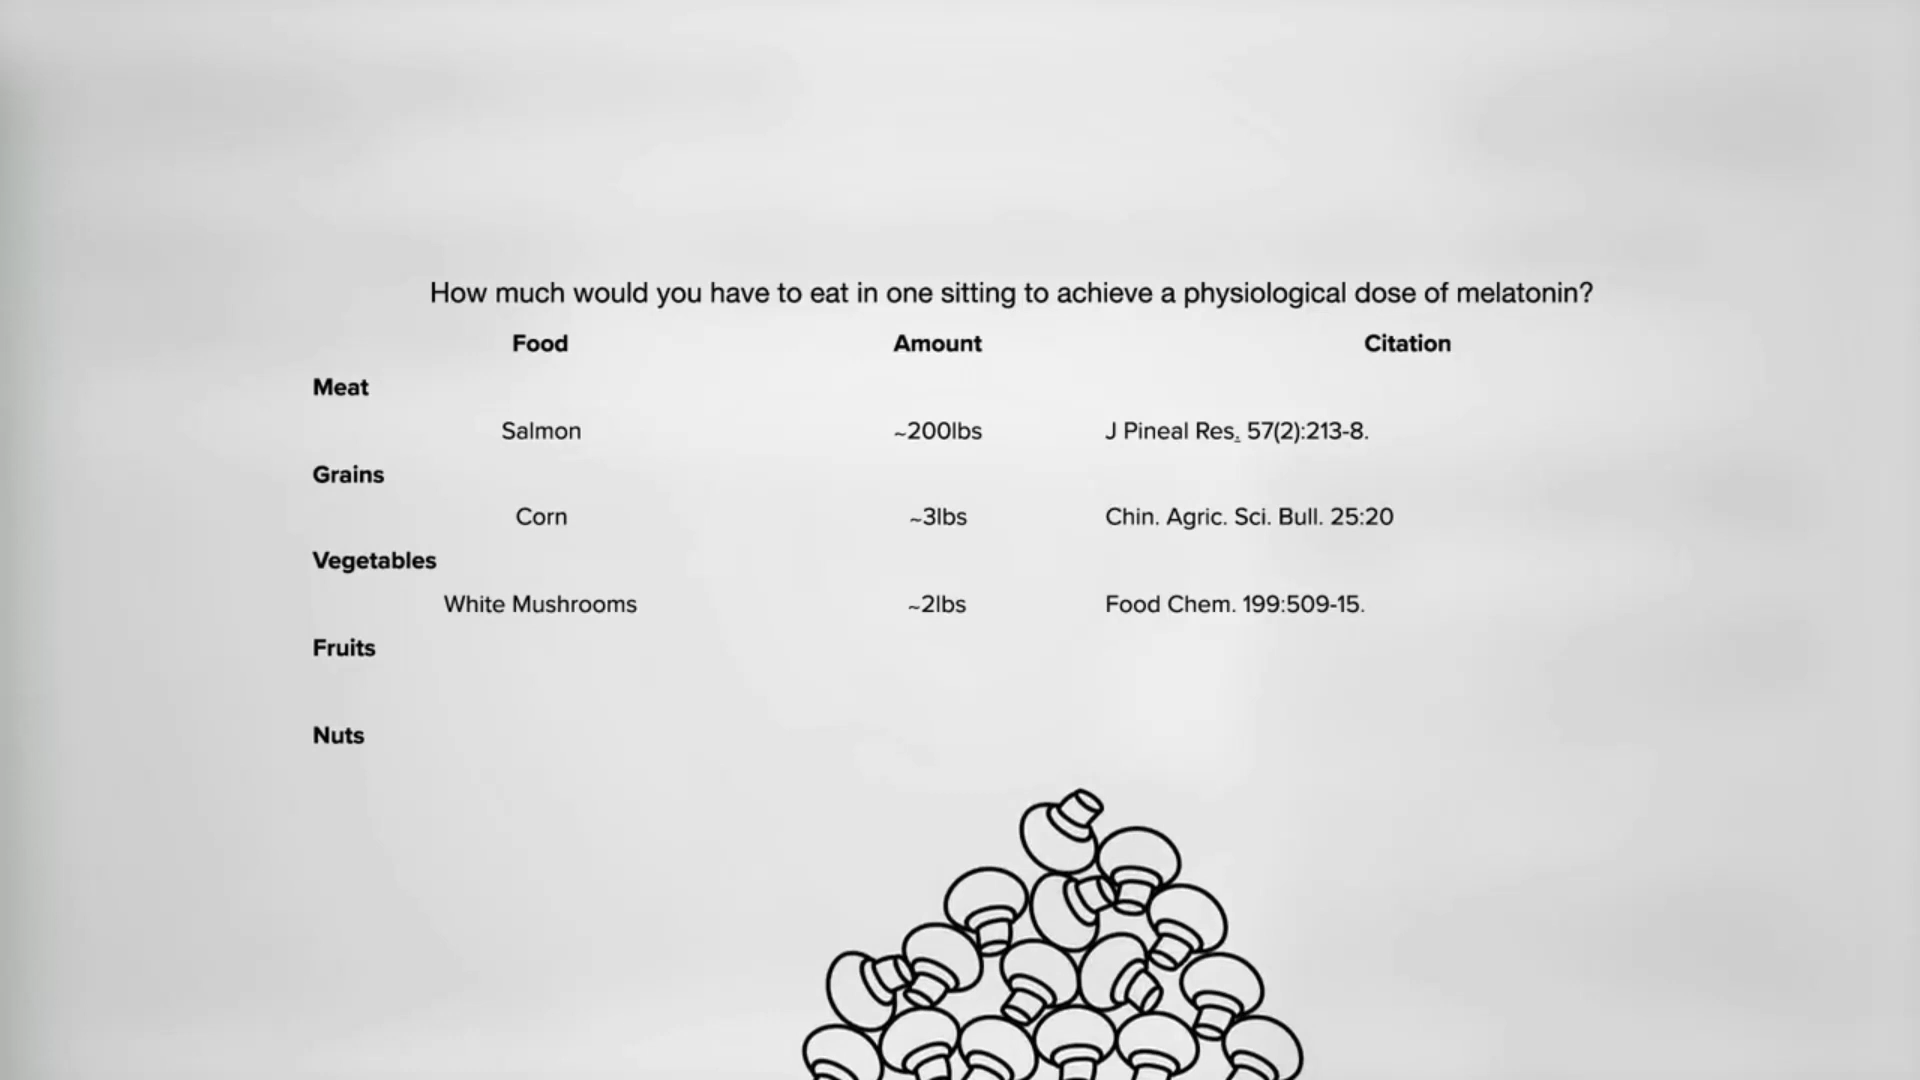 How much would you have to eat in one sitting to achieve a physiological dose of melatonin?
Food Amount Citation
Meat
Salmon ~200lbs J Pineal Res. 57(2):213-8.
Grains
Corn ~3lbs Chin. Agric. Sci. Bull. 25:20
Vegetables
White Mushrooms ~2lbs Food Chem. 199:509-15.
Fruits
Nuts